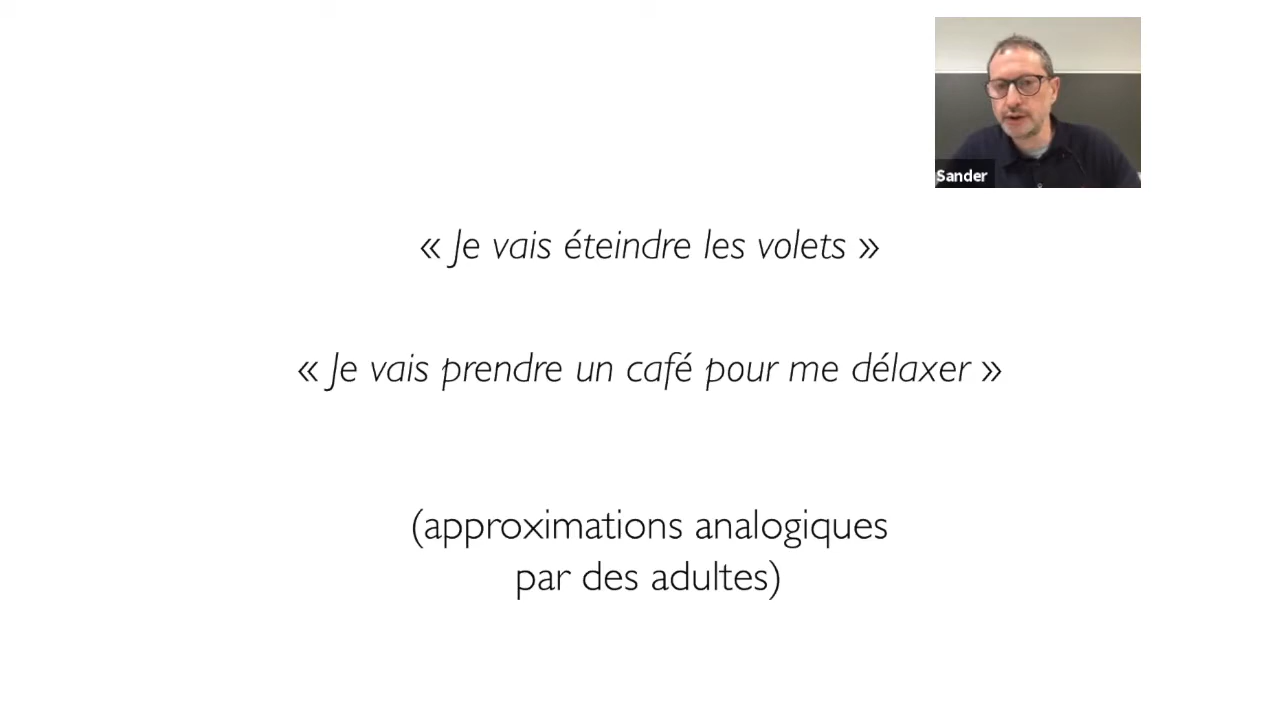 Sander
« Je vais éteindre les volets »
« Je vais prendre un café pour me délaxer »
(approximations analogiques
par des adultes)